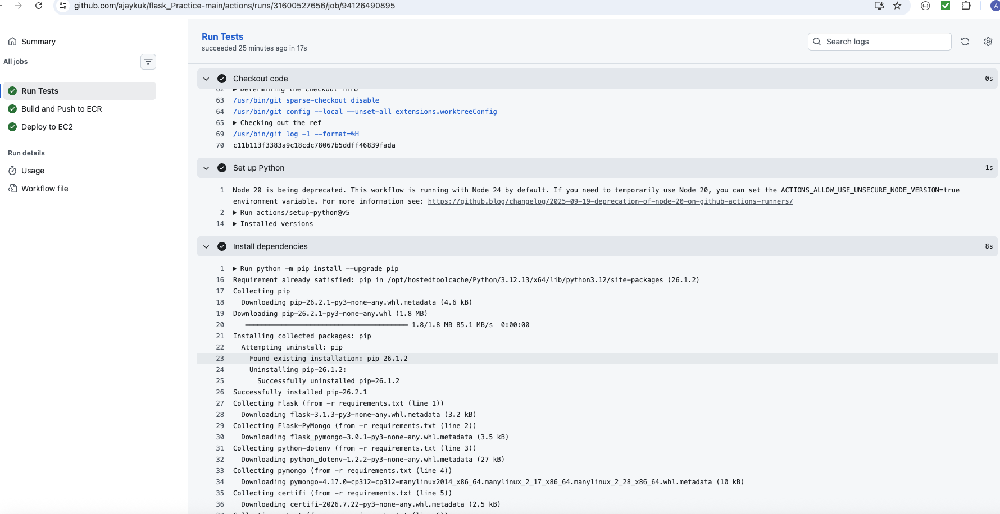 github.com/ajaykuk/flask_Practice-main/actions/runs/31600527656/job/94126490895
A
Summary
All jobs
Run Tests
Build and Push to ECR
Deploy to EC2
Run details
Usage
Workflow file
Run Tests
succeeded 25 minutes ago in 17s
Search logs
Checkout code 0s
62 Determining the checkout info
63 /usr/bin/git sparse-checkout disable
64 /usr/bin/git config --local --unset-all extensions.worktreeConfig
65 Checking out the ref
69 /usr/bin/git log -1 --format=%H
70 c11b113f3383a9c18cdc78067b5ddff46839fada
Set up Python 1s
1 Node 20 is being deprecated. This workflow is running with Node 24 by default. If you need to temporarily use Node 20, you can set the ACTIONS_ALLOW_USE_UNSECURE_NODE_VERSION=true
environment variable. For more information see: https://github.blog/changelog/2025-09-19-deprecation-of-node-20-on-github-actions-runners/
2 Run actions/setup-python@v5
14 Installed versions
Install dependencies 8s
1 Run python -m pip install --upgrade pip
16 Requirement already satisfied: pip in /opt/hostedtoolcache/Python/3.12.13/x64/lib/python3.12/site-packages (26.1.2)
17 Collecting pip
18 Downloading pip-26.2.1-py3-none-any.whl.metadata (4.6 kB)
19 Downloading pip-26.2.1-py3-none-any.whl (1.8 MB)
20 1.8/1.8 MB 85.1 MB/s 0:00:00
21 Installing collected packages: pip
22 Attempting uninstall: pip
23 Found existing installation: pip 26.1.2
24 Uninstalling pip-26.1.2:
25 Successfully uninstalled pip-26.1.2
26 Successfully installed pip-26.2.1
27 Collecting Flask (from -r requirements.txt (line 1))
28 Downloading flask-3.1.3-py3-none-any.whl.metadata (3.2 kB)
29 Collecting Flask-PyMongo (from -r requirements.txt (line 2))
30 Downloading flask_pymongo-3.0.1-py3-none-any.whl.metadata (3.5 kB)
31 Collecting python-dotenv (from -r requirements.txt (line 3))
32 Downloading python_dotenv-1.2.2-py3-none-any.whl.metadata (27 kB)
33 Collecting pymongo (from -r requirements.txt (line 4))
34 Downloading pymongo-4.17.0-cp312-cp312-manylinux2014_x86_64.manylinux_2_17_x86_64.manylinux_2_28_x86_64.whl.metadata (10 kB)
35 Collecting certifi (from -r requirements.txt (line 5))
36 Downloading certifi-2026.7.22-py3-none-any.whl.metadata (2.5 kB)